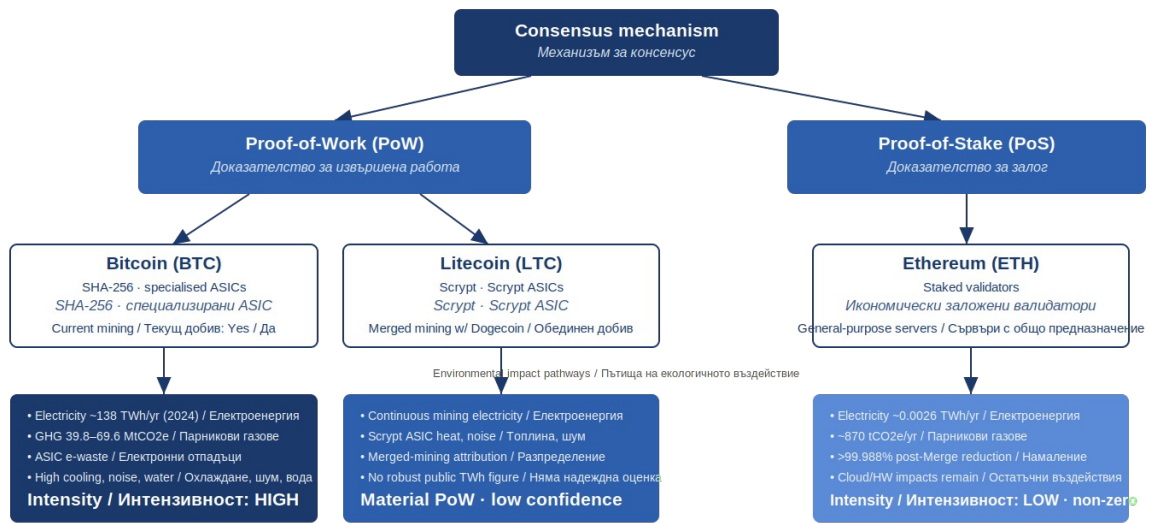 Consensus mechanism
Механизъм за консенсус
Proof-of-Work (PoW)
Доказателство за извършена работа
Proof-of-Stake (PoS)
Доказателство за залог
Bitcoin (BTC)
SHA-256 · specialised ASICs
SHA-256 · специализирани ASIC
Current mining / Текущ добив: Yes / Да
Litecoin (LTC)
Scrypt · Scrypt ASICs
Scrypt · Scrypt ASIC
Merged mining w/ Dogecoin / Обединен добив
Ethereum (ETH)
Staked validators
Икономически заложени валидатори
General-purpose servers / Сървъри с общо предназначение
Environmental impact pathways / Пътища на екологичното въздействие
• Electricity ~138 TWh/yr (2024) / Електроенергия
• GHG 39.8–69.6 MtCO2e / Парникови газове
• ASIC e-waste / Електронни отпадъци
• High cooling, noise, water / Охлаждане, шум, вода
Intensity / Интензивност: HIGH
• Continuous mining electricity / Електроенергия
• Scrypt ASIC heat, noise / Топлина, шум
• Merged-mining attribution / Разпределение
• No robust public TWh figure / Няма надеждна оценка
Material PoW · low confidence
• Electricity ~0.0026 TWh/yr / Електроенергия
• ~870 tCO2e/yr / Парникови газове
• >99.988% post-Merge reduction / Намаление
• Cloud/HW impacts remain / Остатъчни въздействия
Intensity / Интензивност: LOW · non-zero